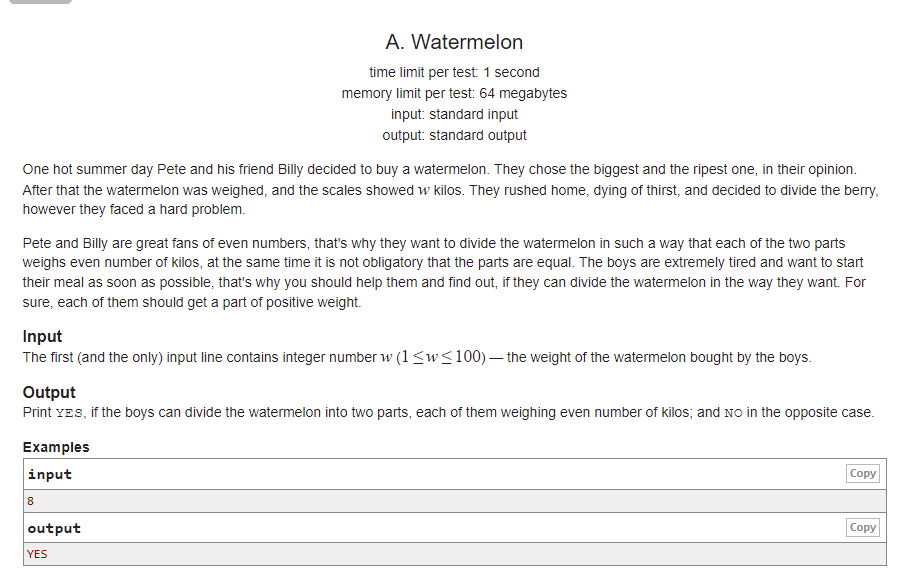 A. Watermelon
time limit per test: 1 second
memory limit per test: 64 megabytes
input: standard input
output: standard output
One hot summer day Pete and his friend Billy decided to buy a watermelon. They chose the biggest and the ripest one, in their opinion.
After that the watermelon was weighed, and the scales showed w kilos. They rushed home, dying of thirst, and decided to divide the berry,
however they faced a hard problem.
Pete and Billy are great fans of even numbers, that's why they want to divide the watermelon in such a way that each of the two parts
weighs even number of kilos, at the same time it is not obligatory that the parts are equal. The boys are extremely tired and want to start
their meal as soon as possible, that's why you should help them and find out, if they can divide the watermelon in the way they want. For
sure, each of them should get a part of positive weight.
Input
The first (and the only) input line contains integer number w (1 ≤ w ≤ 100) — the weight of the watermelon bought by the boys.
Output
Print YES, if the boys can divide the watermelon into two parts, each of them weighing even number of kilos; and NO in the opposite case.
Examples
input Copy
8
output Copy
YES